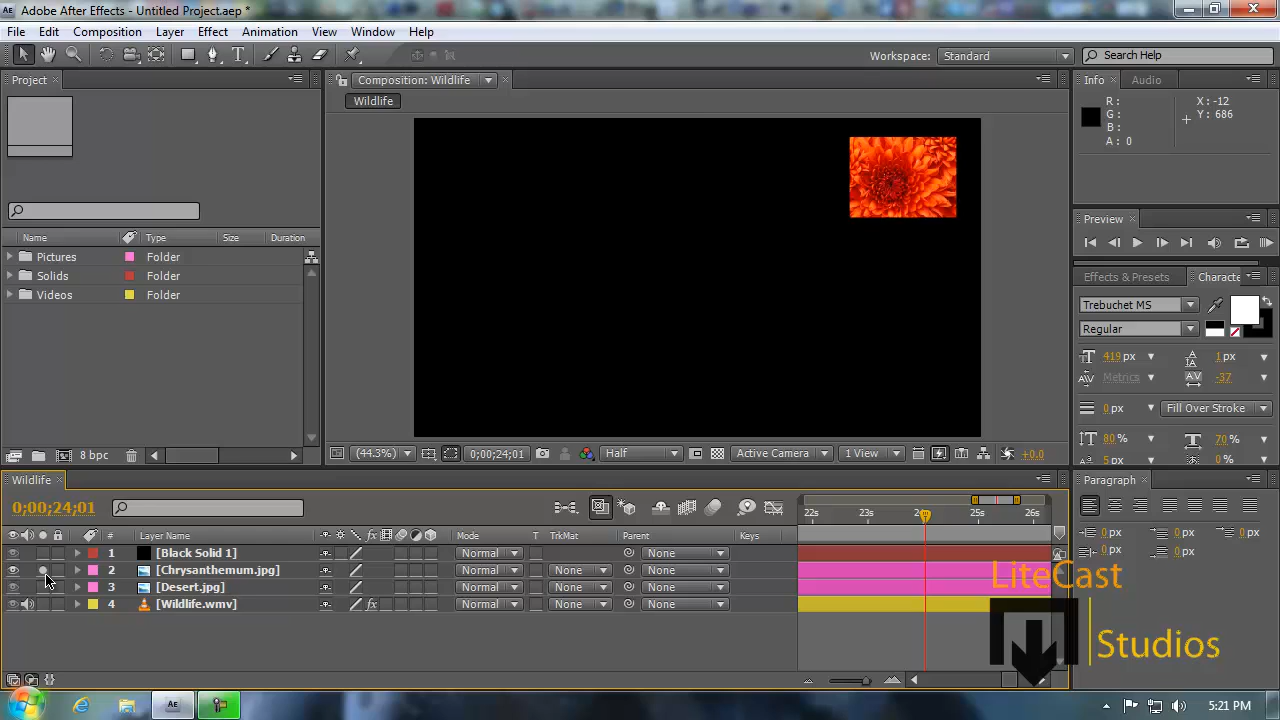 Adobe After Effects - Untitled Project.aep *
File Edit Composition Layer Effect Animation View Window Help
Workspace: Standard Search Help
Project
Composition: Wildlife
Info Audio
Wildlife
R: X: -12
G: Y: 686
B:
A: 0
Preview
Name Type Size Duration
Pictures Folder
Solids Folder
Videos Folder
Effects & Presets Characte
Trebuchet MS
Regular
419 px 1 px
Metrics -37
0 px Fill Over Stroke
80 % 70 %
5 px 0 %
8 bpc
(44.3%) 0;00;24;01 Half Active Camera 1 View +0.0
Wildlife
Paragraph
0;00;24;01
22s 23s 24 25s 26s
# Layer Name Mode T TrkMat Parent Keys
1 [Black Solid 1] Normal None
2 [Chrysanthemum.jpg] Normal None None
3 [Desert.jpg] Normal None None
4 [Wildlife.wmv] fx Normal None None
0 px 0 px 0 px
0 px 0 px
LiteCast
Studios
AE
5:21 PM